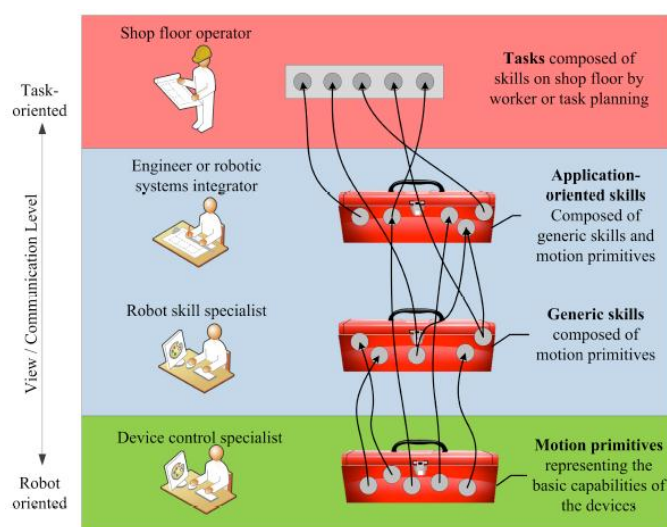 Shop floor operator
Tasks composed of
skills on shop floor by
worker or task planning
Task-
oriented
Engineer or robotic
systems integrator
Application-
oriented skills
Composed of
generic skills and
motion primitives
View / Communication Level
Robot skill specialist
Generic skills
composed of
motion primitives
Device control specialist
Motion primitives
representing the
basic capabilities of
the devices
Robot
oriented